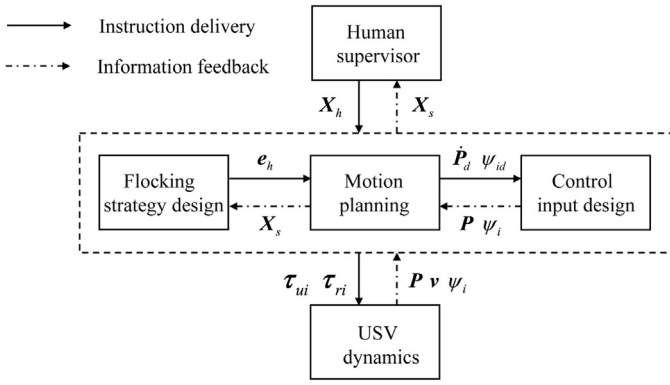 Instruction delivery
Information feedback
Human
supervisor
X_h X_s
Flocking
strategy design
e_h
X_s
Motion
planning
Ṗ_d ψ_id
P ψ_i
Control
input design
τ_ui τ_ri P v ψ_i
USV
dynamics